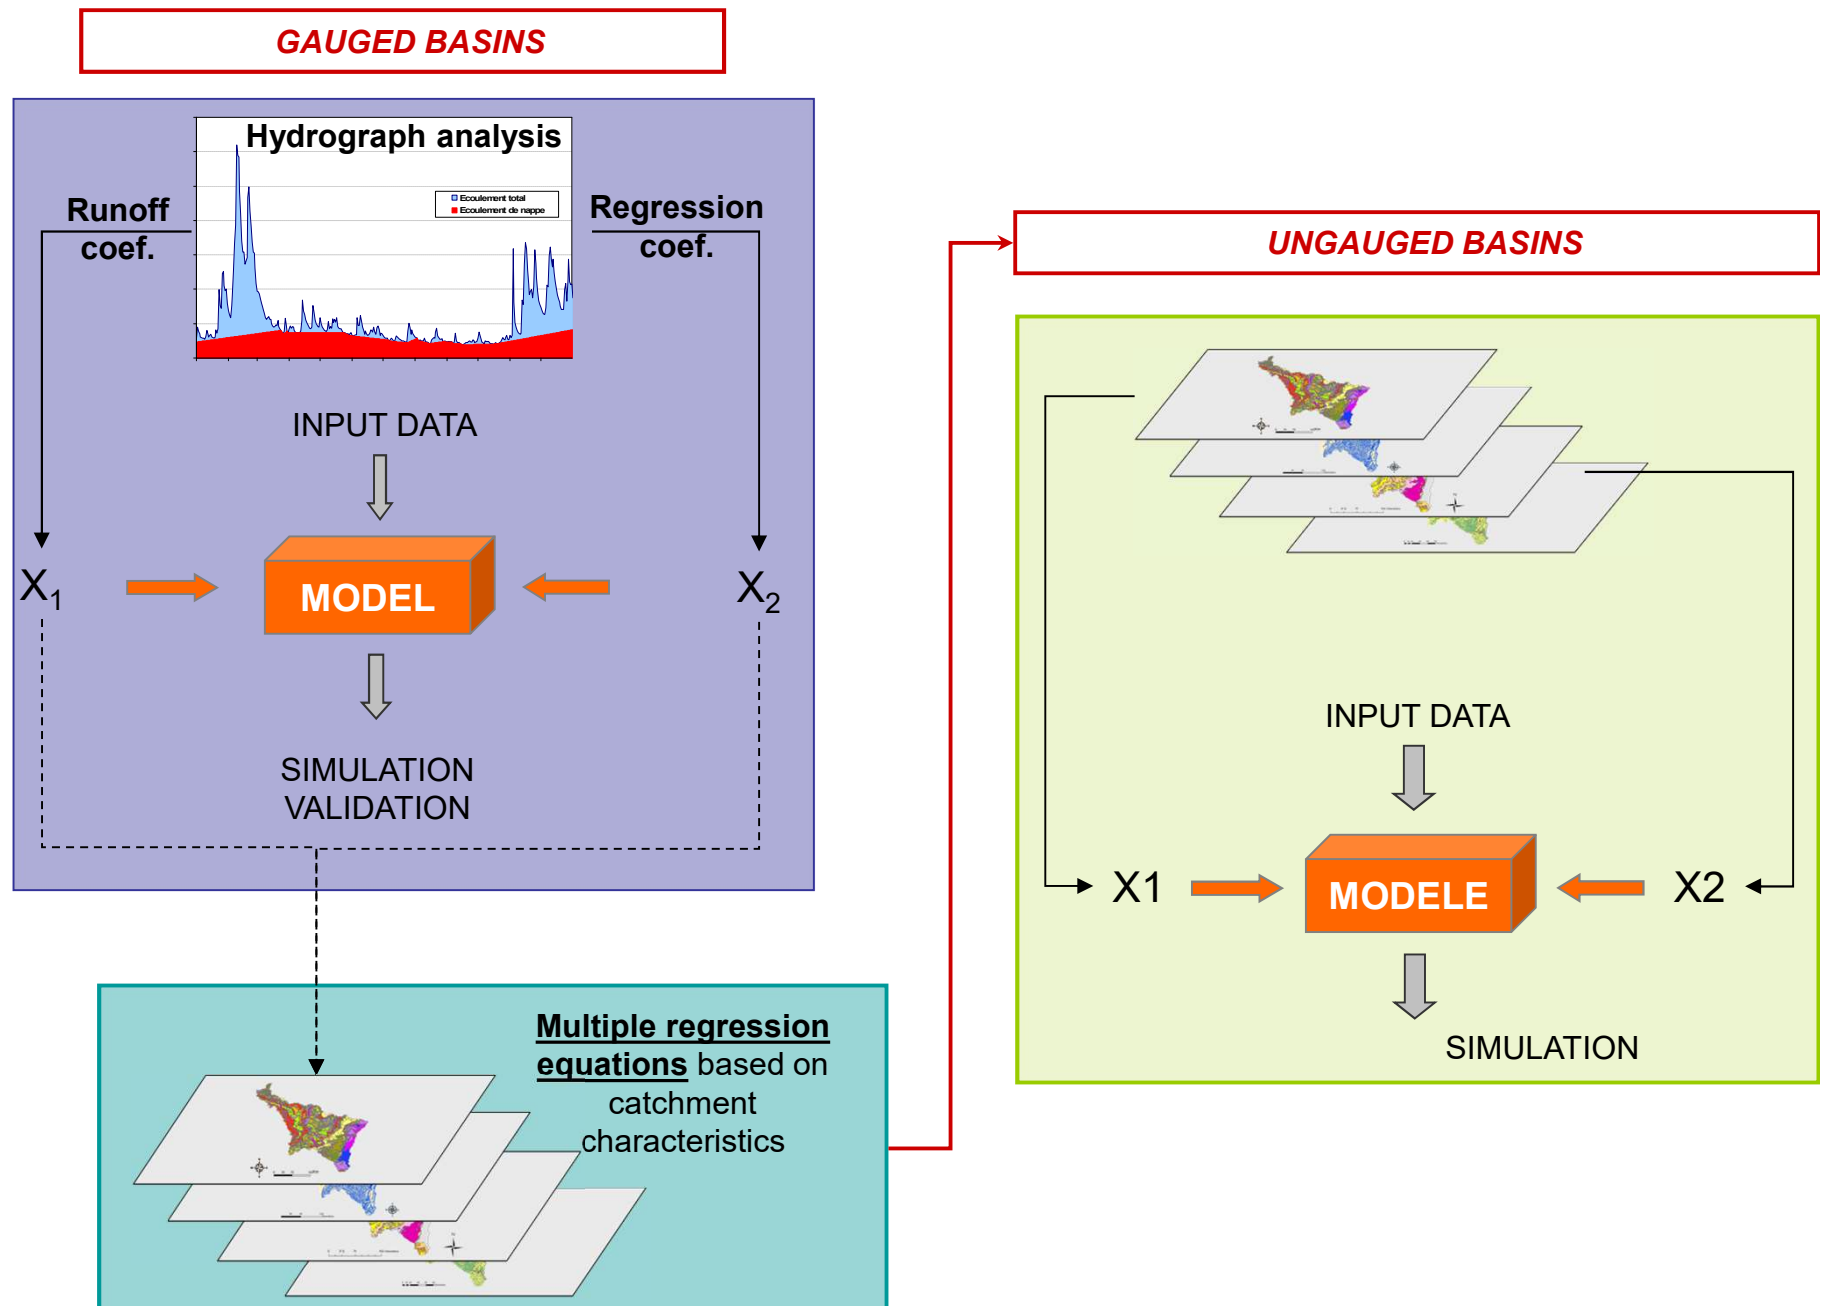 GAUGED BASINS
Hydrograph analysis
Ecoulement total
Ecoulement de nappe
Runoff
coef.
Regression
coef.
INPUT DATA
X1
MODEL
X2
SIMULATION
VALIDATION
Multiple regression
equations based on
catchment
characteristics
UNGAUGED BASINS
INPUT DATA
X1
MODELE
X2
SIMULATION